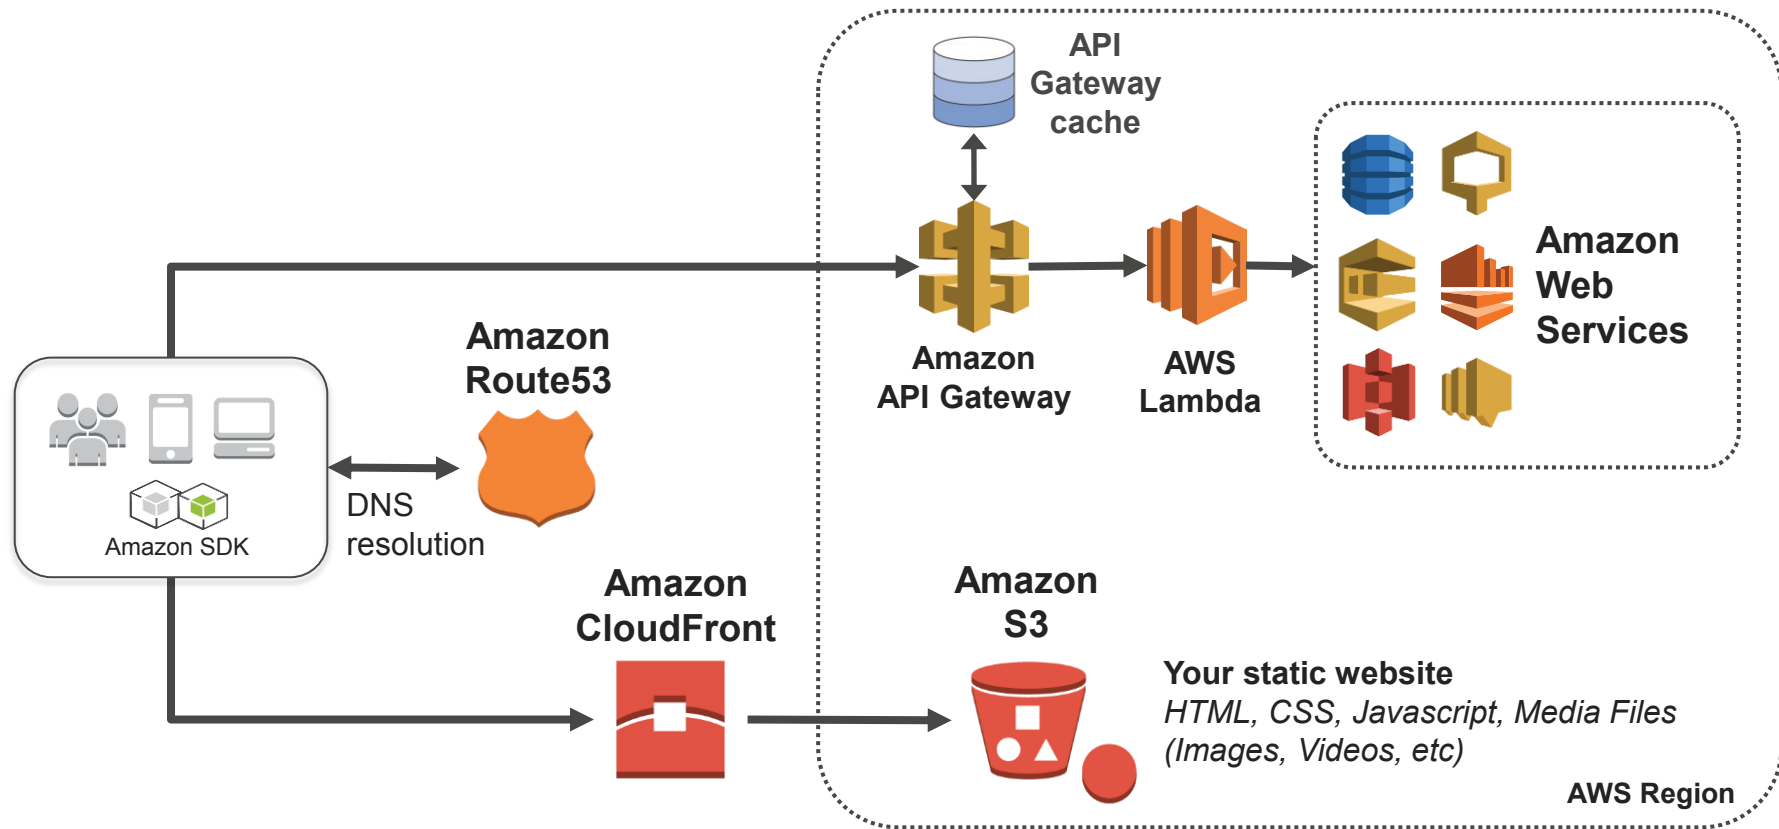 API
Gateway
cache
Amazon
Web
Services
Amazon
API Gateway
AWS
Lambda
Amazon
Route53
Amazon SDK
DNS
resolution
Amazon
CloudFront
Amazon
S3
Your static website
HTML, CSS, Javascript, Media Files
(Images, Videos, etc)
AWS Region